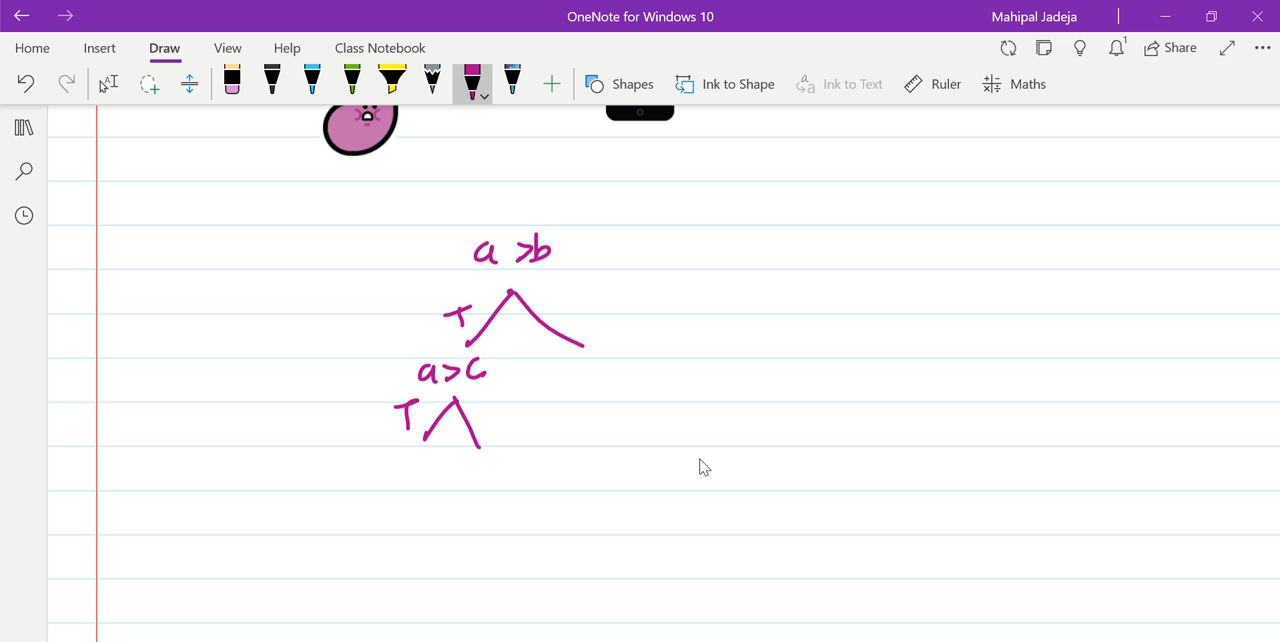 OneNote for Windows 10
Mahipal Jadeja
Home Insert Draw View Help Class Notebook
1
Share
Shapes Ink to Shape Ink to Text Ruler Maths
a >b
T
a>c
T